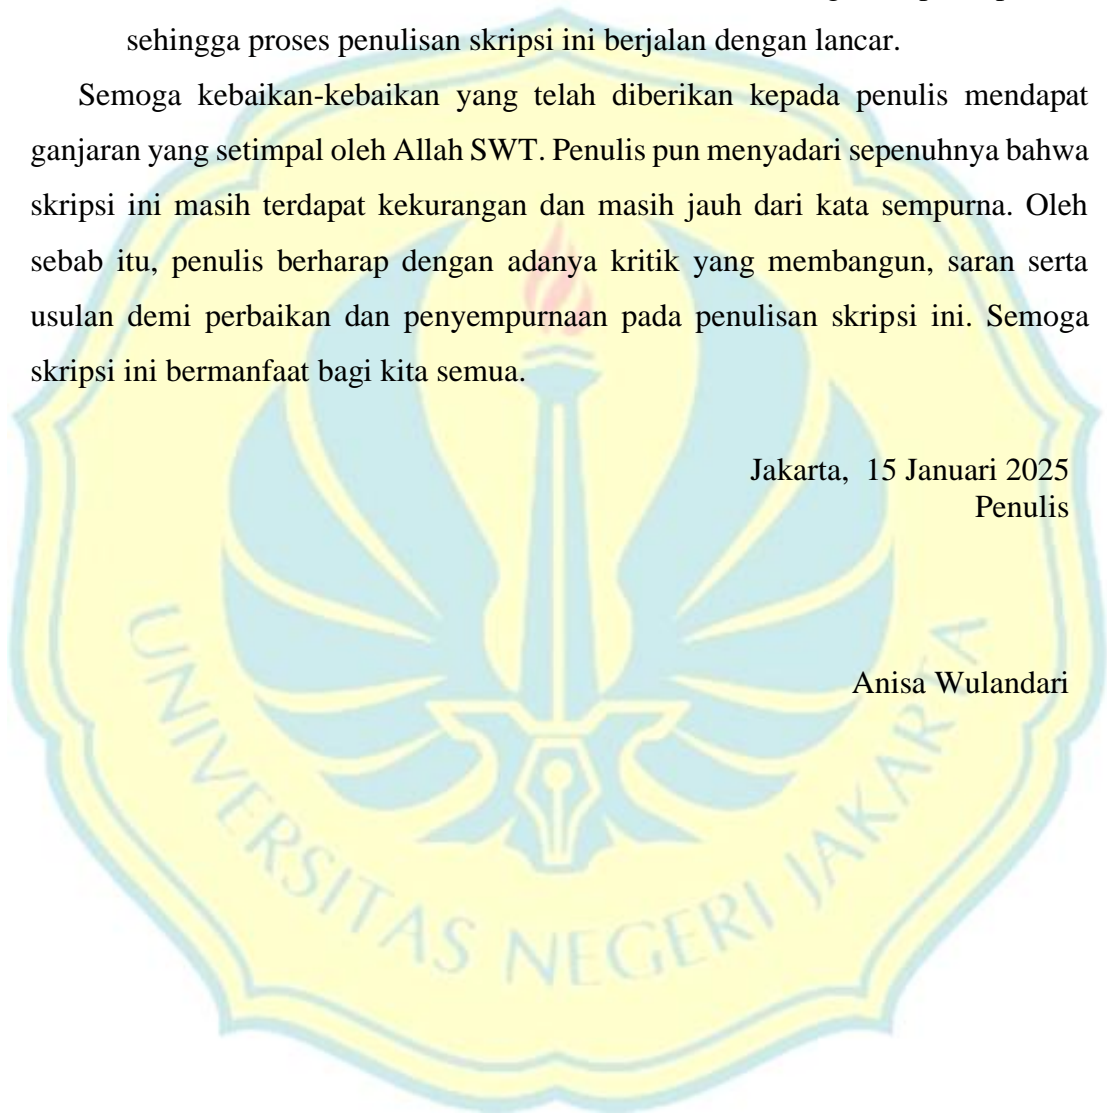 sehingga proses penulisan skripsi ini berjalan dengan lancar.
Semoga kebaikan-kebaikan yang telah diberikan kepada penulis mendapat
ganjaran yang setimpal oleh Allah SWT. Penulis pun menyadari sepenuhnya bahwa
skripsi ini masih terdapat kekurangan dan masih jauh dari kata sempurna. Oleh
sebab itu, penulis berharap dengan adanya kritik yang membangun, saran serta
usulan demi perbaikan dan penyempurnaan pada penulisan skripsi ini. Semoga
skripsi ini bermanfaat bagi kita semua.
Jakarta, 15 Januari 2025
Penulis
Anisa Wulandari
UNIVERSITAS NEGERI JAKARTA